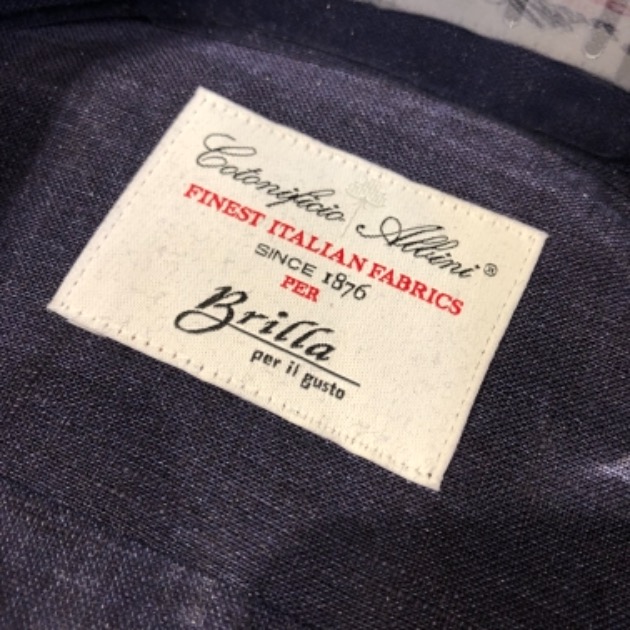 Cotonificio Albini®
FINEST ITALIAN FABRICS
SINCE 1876
PER
Brilla
per il gusto